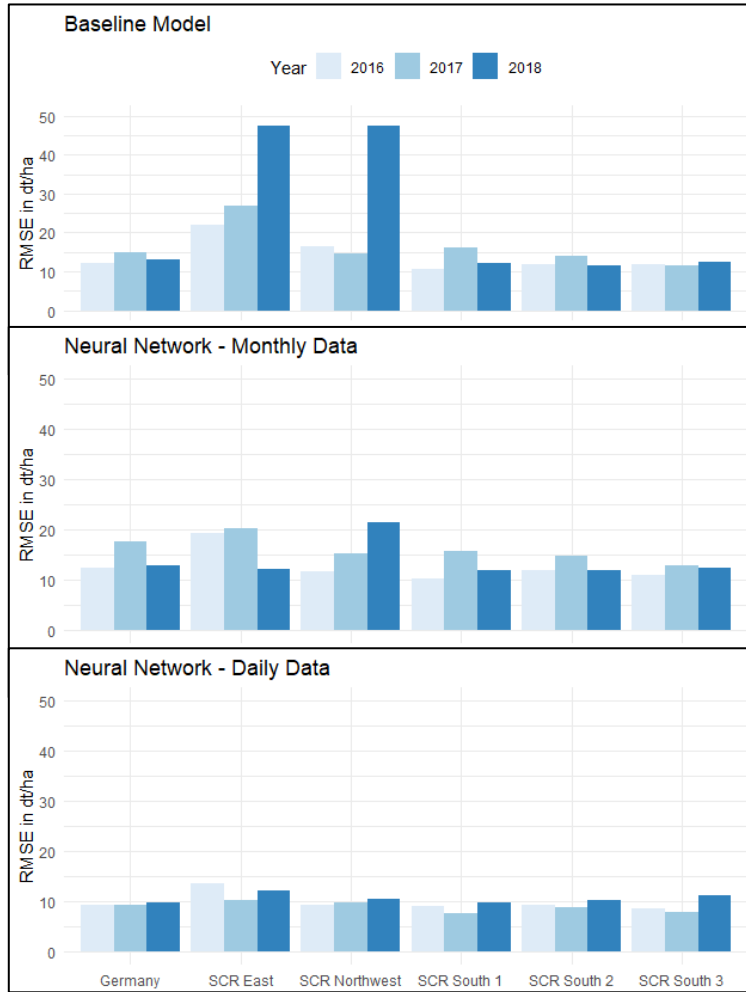 Baseline Model
Year 2016 2017 2018
RMSE in dt/ha
50
40
30
20
10
0
Neural Network - Monthly Data
RMSE in dt/ha
50
40
30
20
10
0
Neural Network - Daily Data
RMSE in dt/ha
50
40
30
20
10
0
Germany SCR East SCR Northwest SCR South 1 SCR South 2 SCR South 3